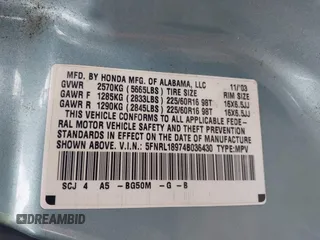 MFD. BY HONDA MFG. OF ALABAMA, LLC 11/'03
GVWR 2570KG (5665LBS) TIRE SIZE RIM SIZE
GAWR F 1285KG (2833LBS) 225/60R16 98T 16X6.5JJ
GAWR R 1290KG (2845LBS) 225/60R16 98T 16X6.5JJ
THIS VEHICLE CONFORMS TO ALL APPLICABLE FEDE-
RAL MOTOR VEHICLE SAFETY AND THEFT PREVENTION
STANDARDS IN EFFECT ON THE DATE OF MANUFACTURE
SHOWN ABOVE. V.I.N.: 5FNRL18974B036430 TYPE:MPV
SCJ 4 A5 -BG50M -G -B
DREAMBID